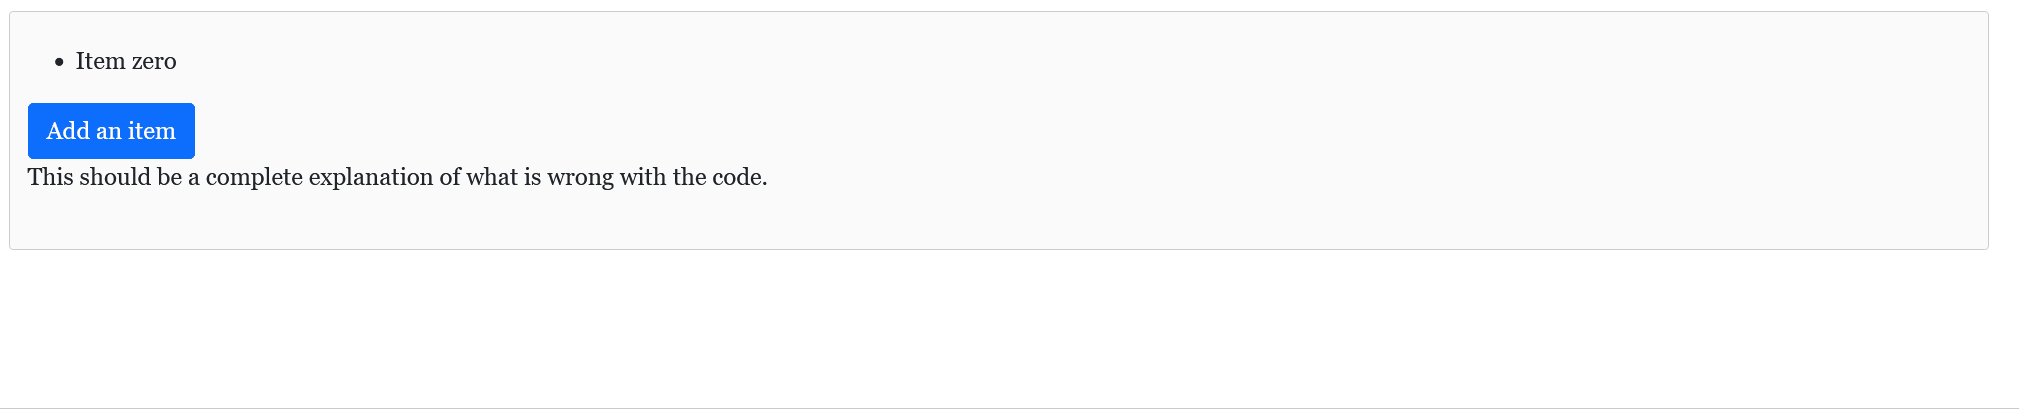 Item zero
Add an item
This should be a complete explanation of what is wrong with the code.